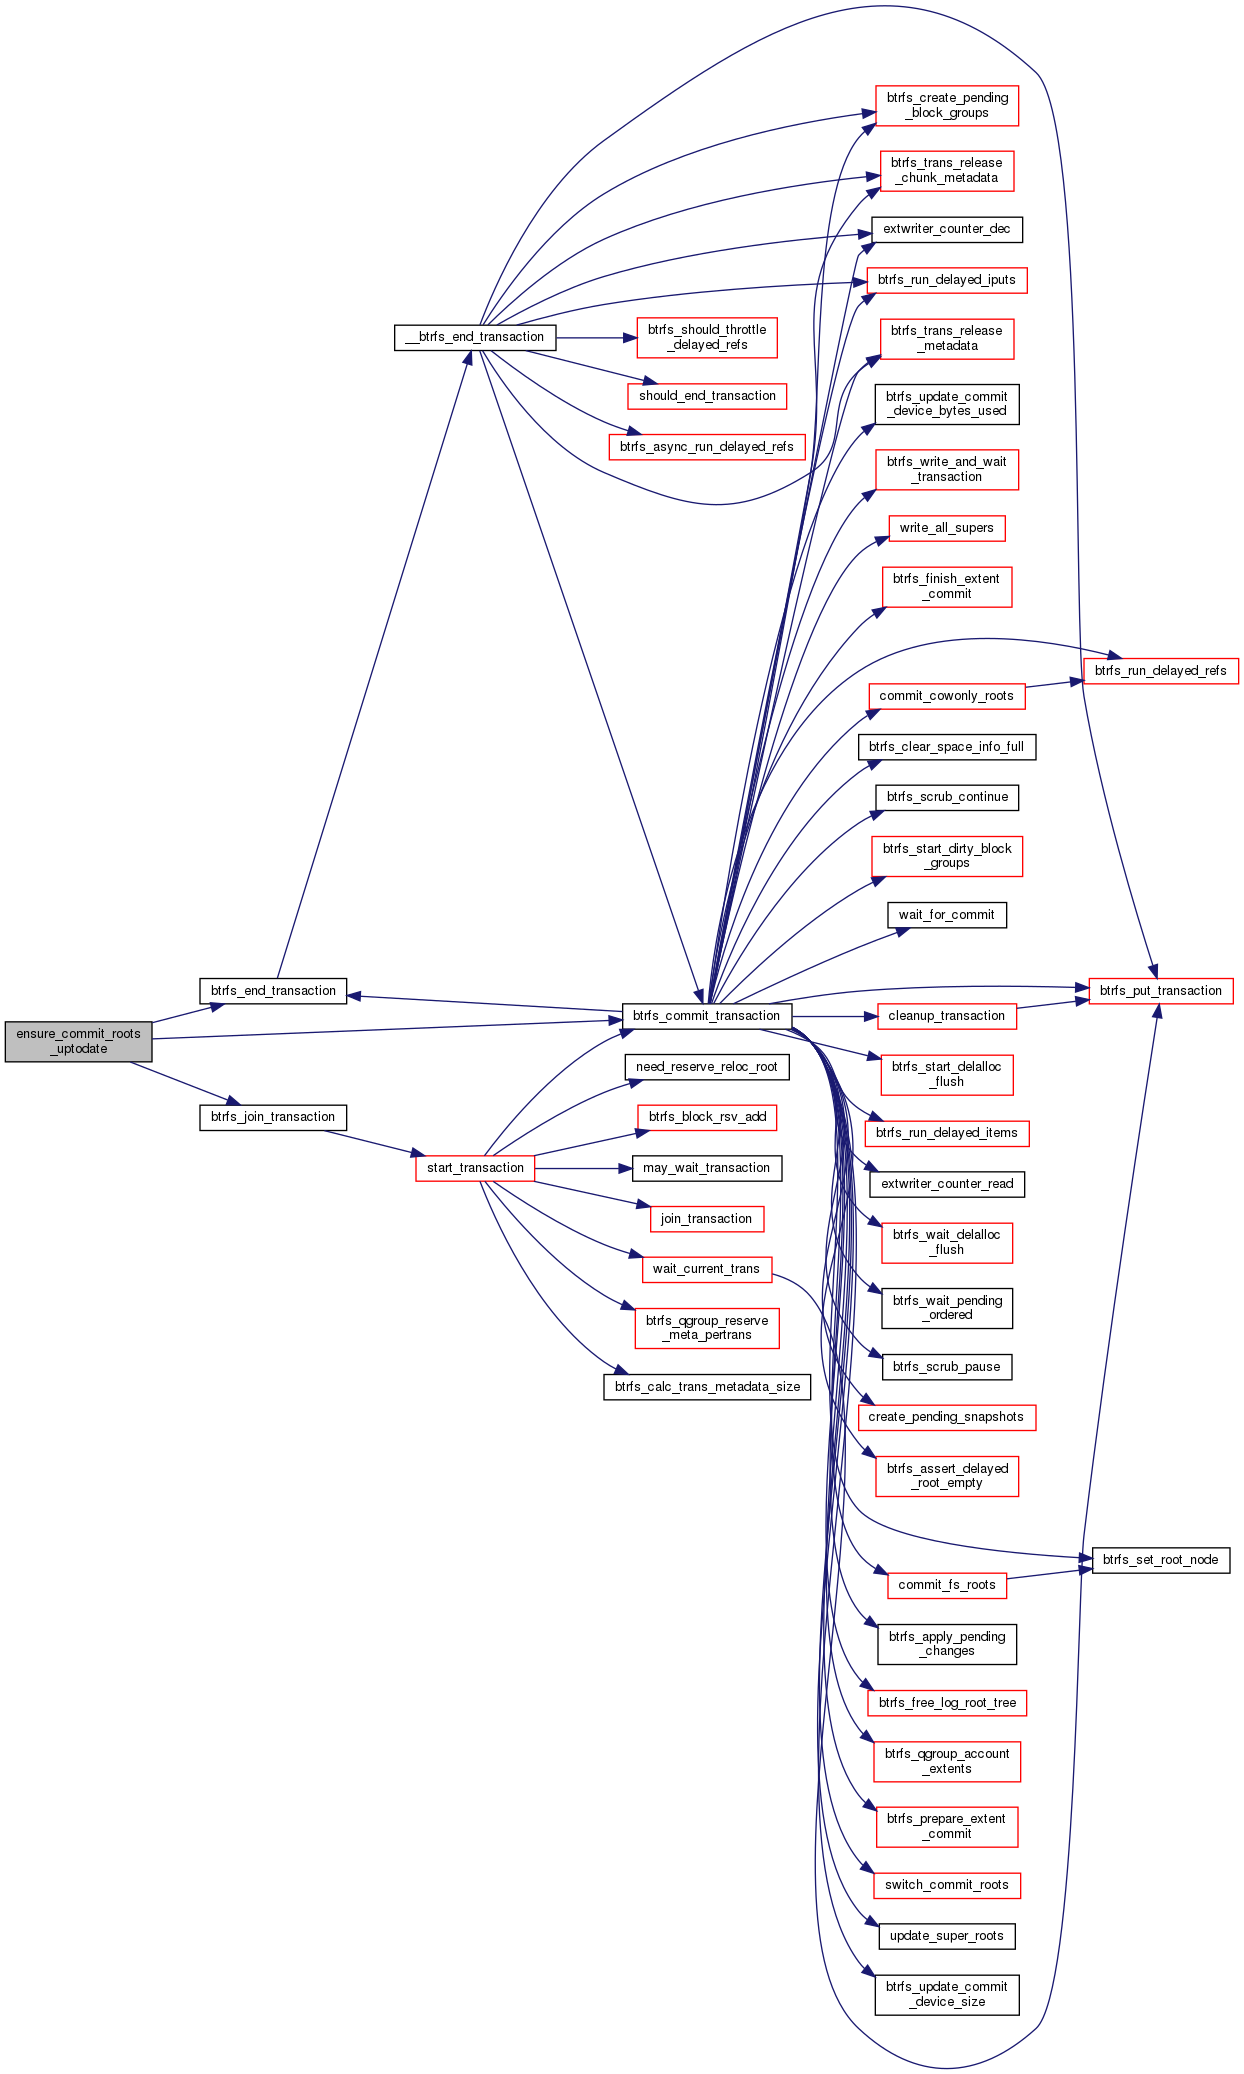 btrfs_create_pending
_block_groups
btrfs_trans_release
_chunk_metadata
extwriter_counter_dec
btrfs_run_delayed_iputs
__btrfs_end_transaction
btrfs_should_throttle
_delayed_refs
btrfs_trans_release
_metadata
should_end_transaction
btrfs_update_commit
_device_bytes_used
btrfs_async_run_delayed_refs
btrfs_write_and_wait
_transaction
write_all_supers
btrfs_finish_extent
_commit
btrfs_run_delayed_refs
commit_cowonly_roots
btrfs_clear_space_info_full
btrfs_scrub_continue
btrfs_start_dirty_block
_groups
wait_for_commit
btrfs_end_transaction
btrfs_put_transaction
ensure_commit_roots
_uptodate
btrfs_commit_transaction
cleanup_transaction
need_reserve_reloc_root
btrfs_start_delalloc
_flush
btrfs_join_transaction
btrfs_block_rsv_add
btrfs_run_delayed_items
start_transaction
may_wait_transaction
extwriter_counter_read
join_transaction
btrfs_wait_delalloc
_flush
wait_current_trans
btrfs_wait_pending
_ordered
btrfs_qgroup_reserve
_meta_pertrans
btrfs_scrub_pause
btrfs_calc_trans_metadata_size
create_pending_snapshots
btrfs_assert_delayed
_root_empty
btrfs_set_root_node
commit_fs_roots
btrfs_apply_pending
_changes
btrfs_free_log_root_tree
btrfs_qgroup_account
_extents
btrfs_prepare_extent
_commit
switch_commit_roots
update_super_roots
btrfs_update_commit
_device_size